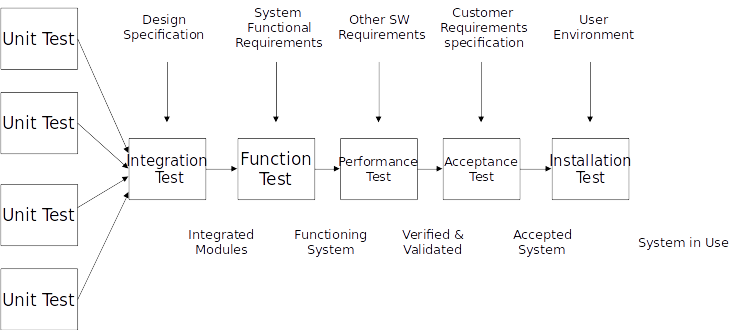 Unit Test
Unit Test
Unit Test
Unit Test
Design
Specification
System
Functional
Requirements
Other SW
Requirements
Customer
Requirements
specification
User
Environment
Integration
Test
Function
Test
Performance
Test
Acceptance
Test
Installation
Test
Integrated
Modules
Functioning
System
Verified &
Validated
Accepted
System
System in Use